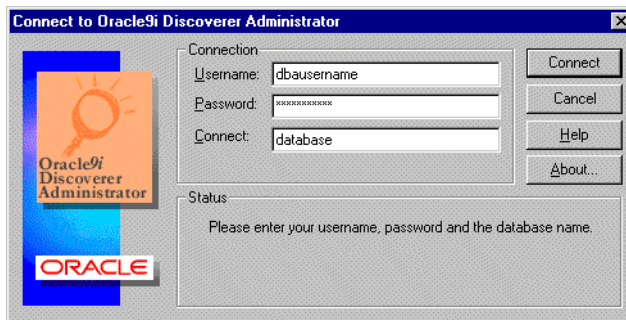 Connect to Oracle9i Discoverer Administrator
Connection
Username: dbausername
Password: ***********
Connect: database
Connect
Cancel
Help
About...
Oracle9i
Discoverer
Administrator
ORACLE
Status
Please enter your username, password and the database name.